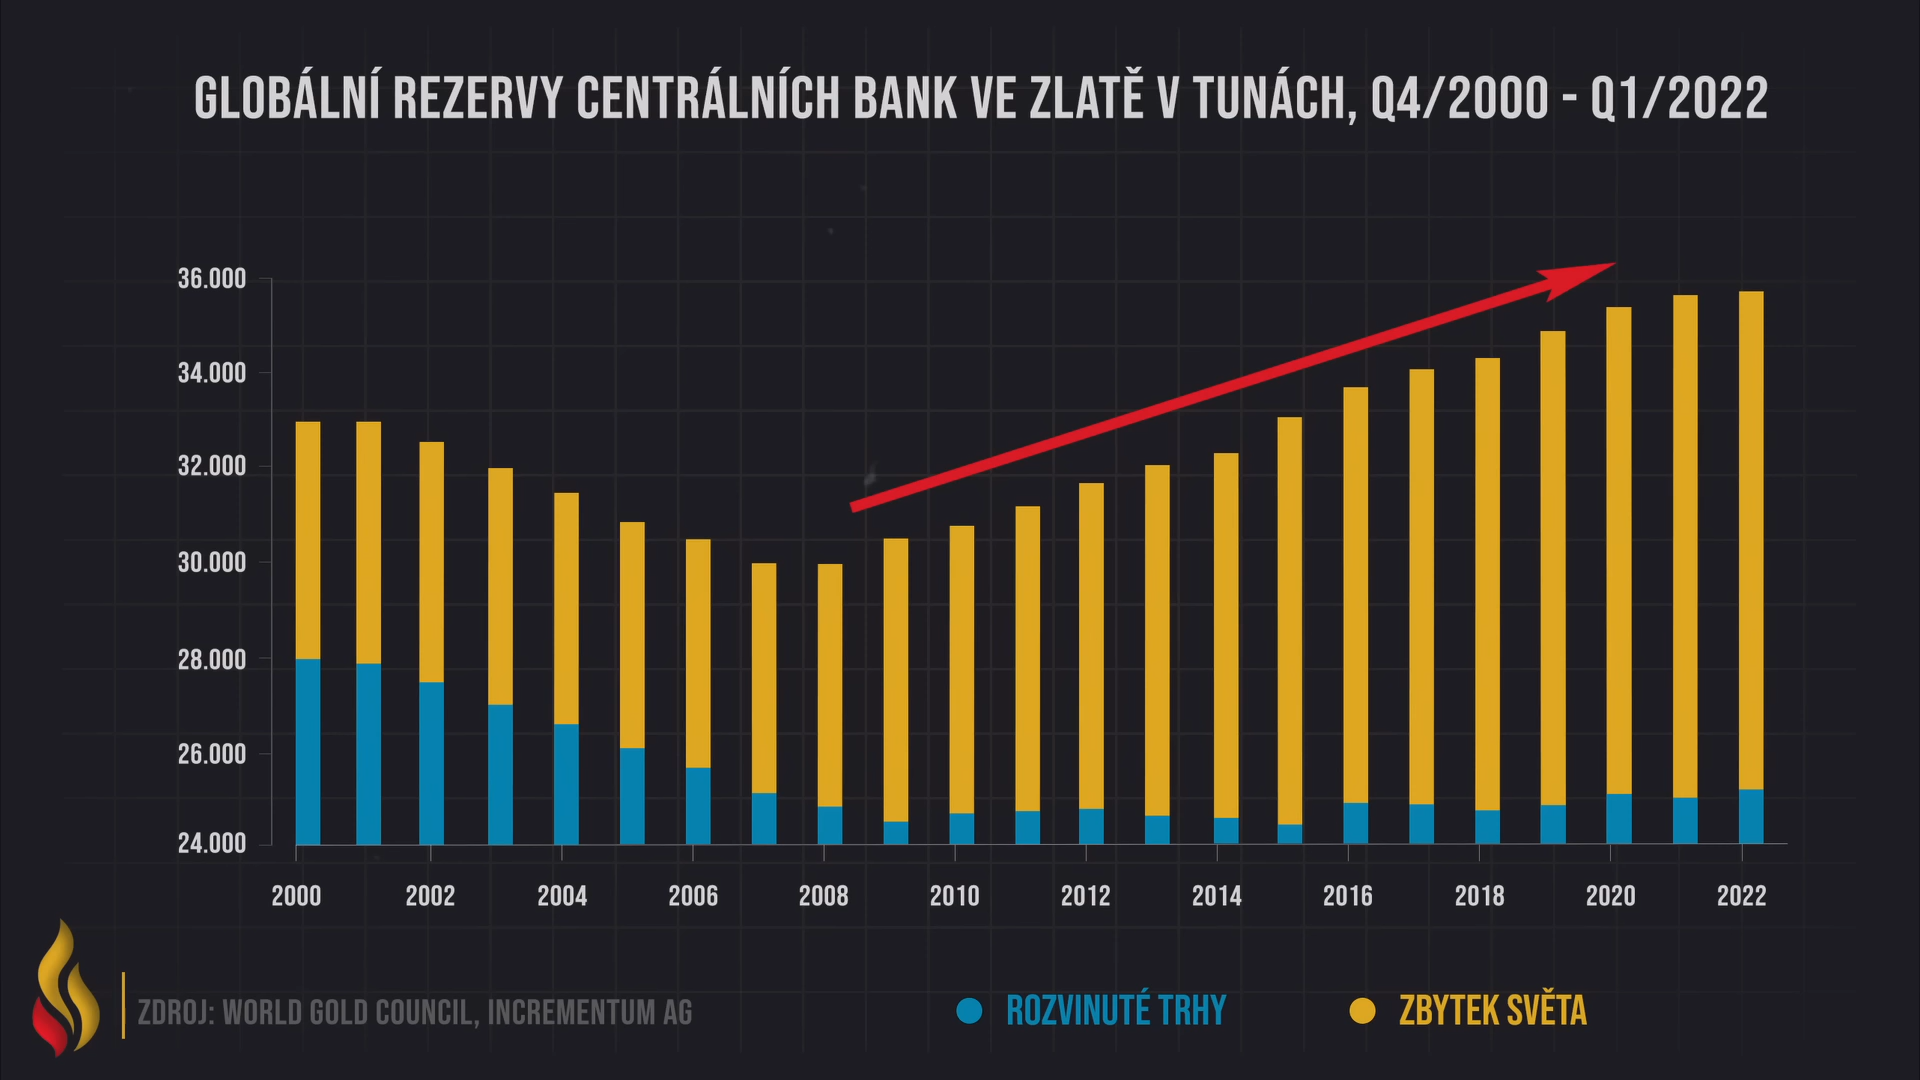 GLOBÁLNÍ REZERVY CENTRÁLNÍCH BANK VE ZLATĚ V TUNÁCH, Q4/2000 - Q1/2022
36.000
34.000
32.000
30.000
28.000
26.000
24.000
2000 2002 2004 2006 2008 2010 2012 2014 2016 2018 2020 2022
ZDROJ: WORLD GOLD COUNCIL, INCREMENTUM AG
ROZVINUTÉ TRHY
ZBYTEK SVĚTA